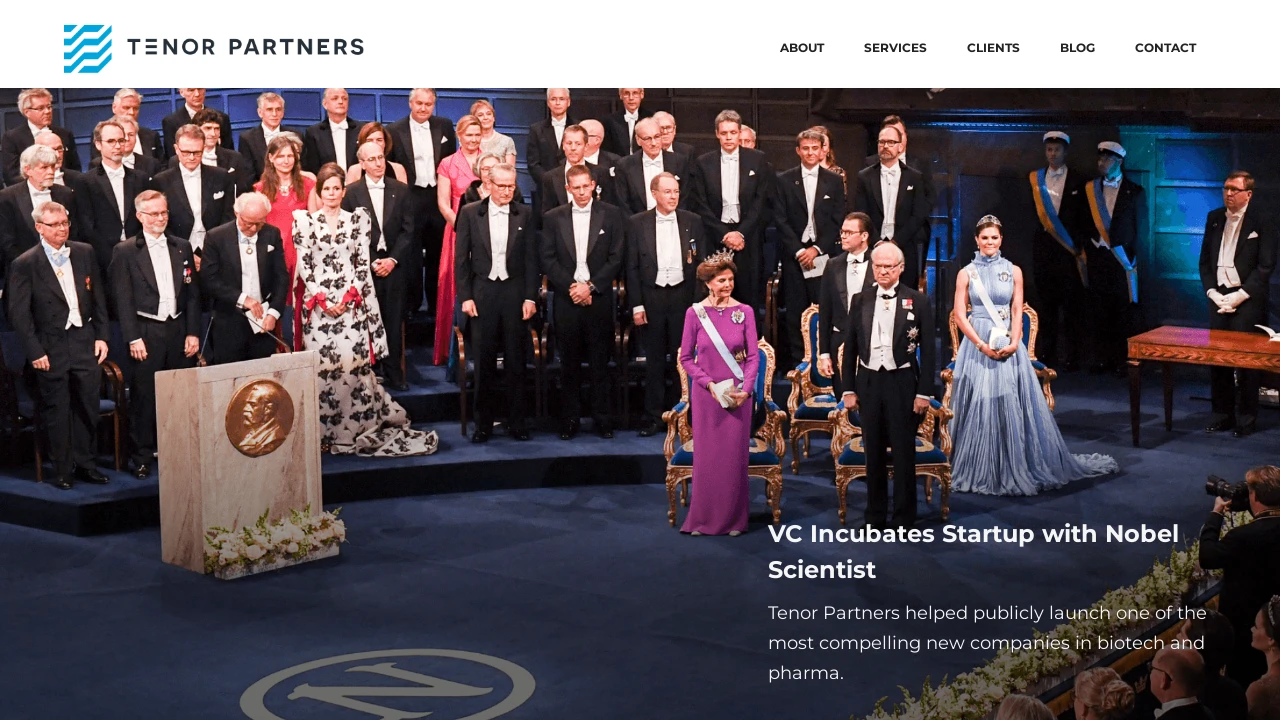 TENOR PARTNERS
ABOUT SERVICES CLIENTS BLOG CONTACT
VC Incubates Startup with Nobel
Scientist
Tenor Partners helped publicly launch one of the
most compelling new companies in biotech and
pharma.